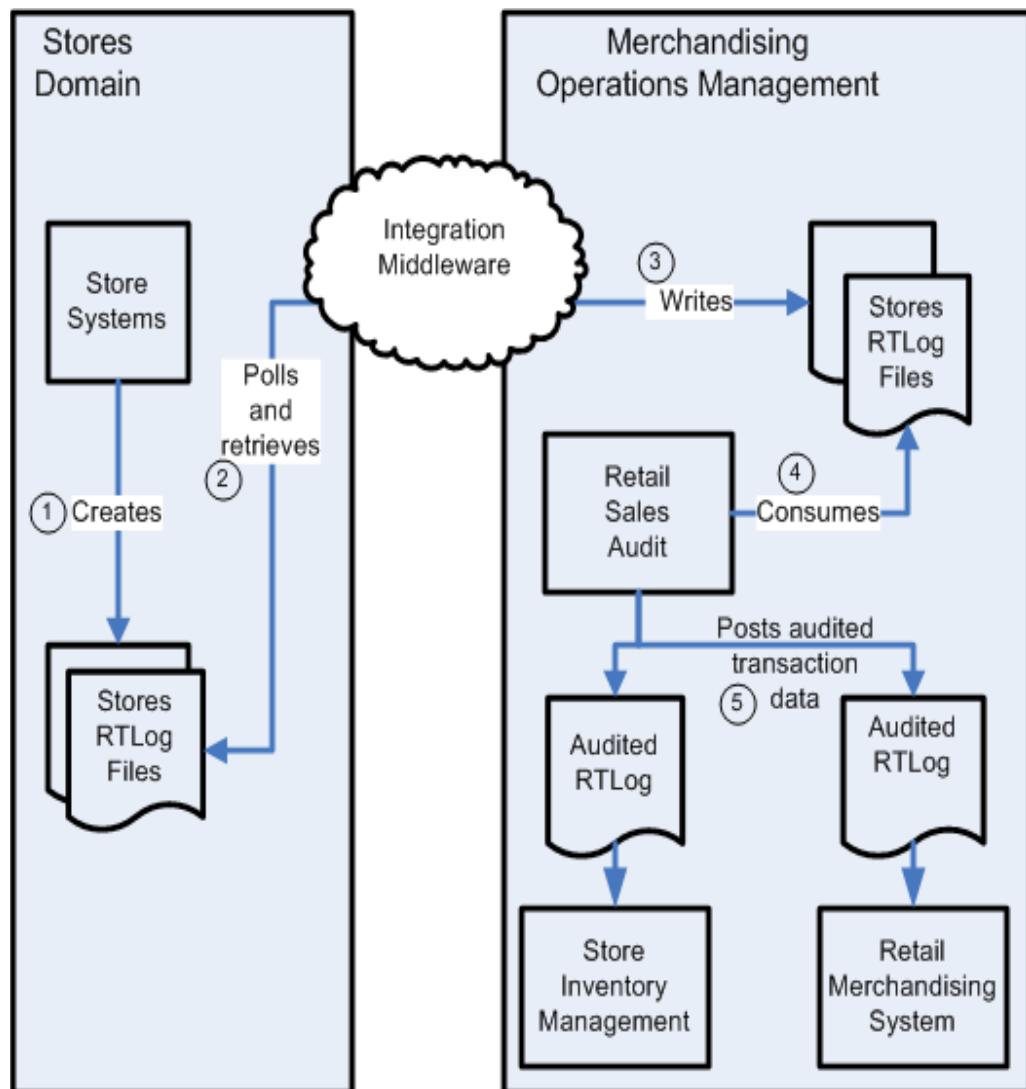 Stores
Domain
Merchandising
Operations Management
Integration
Middleware
Store
Systems
3
Writes
Stores
RTLog
Files
Polls
and
retrieves
2
1 Creates
Retail
Sales
Audit
4
Consumes
Stores
RTLog
Files
Posts audited
transaction
5 data
Audited
RTLog
Audited
RTLog
Store
Inventory
Management
Retail
Merchandising
System